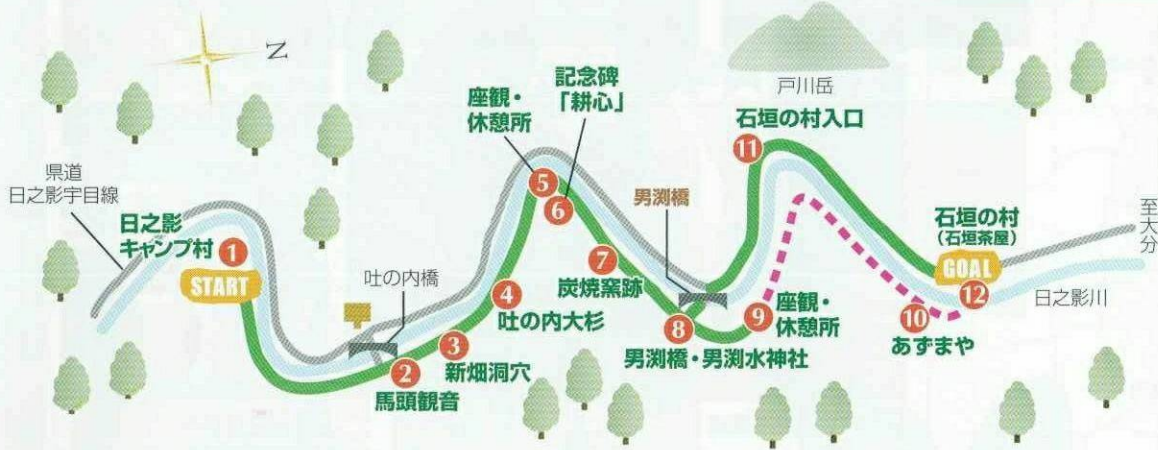 N
戸川岳
県道
日之影宇目線
日之影
キャンプ村
1
START
吐の内橋
2
馬頭観音
3
新畑洞穴
4
吐の内大杉
座観・
休憩所
5
記念碑
「耕心」
6
7
炭焼窯跡
男渕橋
8
男渕橋・男渕水神社
9
座観・
休憩所
10
あずまや
石垣の村入口
11
石垣の村
(石垣茶屋)
GOAL
12
至大分
日之影川